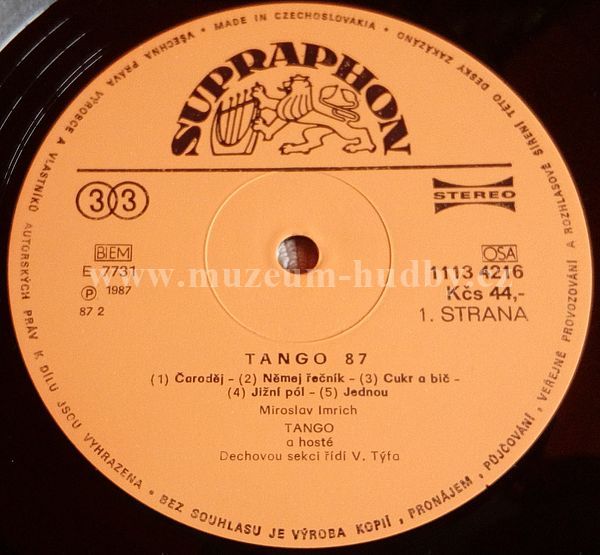 • VŠECHNA PRÁVA VÝROBCE A VLASTNÍKŮ AUTORSKÝCH PRÁV K DÍLU JSOU VYHRAZENA • BEZ SOUHLASU JE VÝROBA KOPIÍ, PRONÁJEM, PŮJČOVÁNÍ, VEŘEJNÉ PROVOZOVÁNÍ A ROZHLASOVÉ ŠÍŘENÍ TÉTO DESKY ZAKÁZÁNO • MADE IN CZECHOSLOVAKIA
SUPRAPHON
33
STEREO
BIEM
OSA
E 7731
1113 4216
www.muzeum-hudby.cz
Ⓟ 1987
Kčs 44,-
87 2
1. STRANA
TANGO 87
(1) Čaroděj - (2) Němej řečník - (3) Cukr a bič -
(4) Jižní pól - (5) Jednou
Miroslav Imrich
TANGO
a hosté
Dechovou sekci řídí V. Týfa